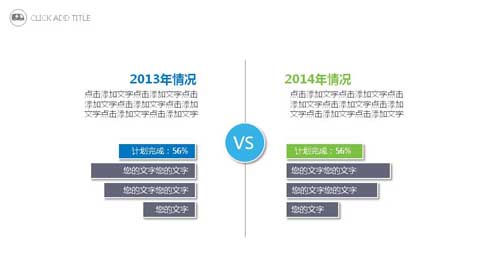 CLICK ADD TITLE
2013年情况
点击添加文字点击添加文字点击
添加文字点击添加文字点击添加
文字点击添加文字点击添加文字
计划完成：56%
您的文字您的文字
您的文字您的文字
您的文字
VS
2014年情况
点击添加文字点击添加文字点击
添加文字点击添加文字点击添加
文字点击添加文字点击添加文字
计划完成：56%
您的文字您的文字
您的文字您的文字
您的文字